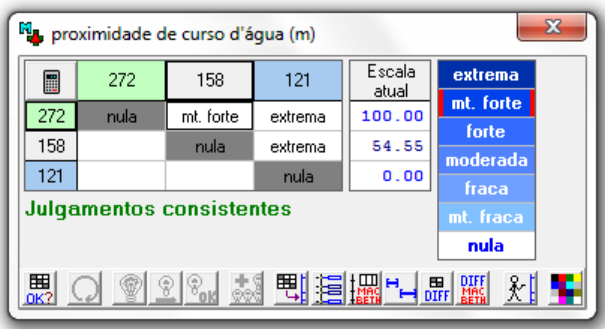 proximidade de curso d'água (m)
272 158 121 Escala atual extrema
272 nula mt. forte extrema 100.00 mt. forte
158 nula extrema 54.55 forte
121 nula 0.00 moderada
fraca
Julgamentos consistentes mt. fraca
nula
OK? OK MAC BETH DIFF DIFF MAC BETH